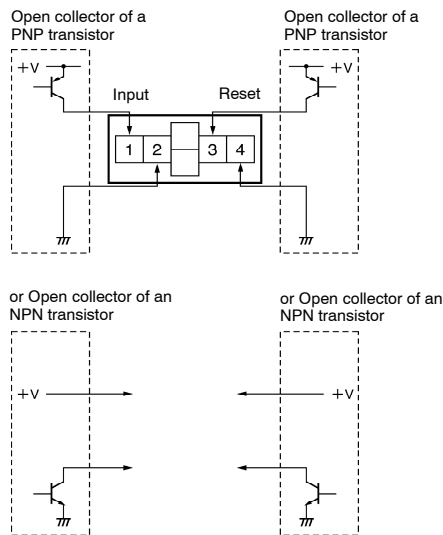 Open collector of a
PNP transistor
Open collector of a
PNP transistor
+V
Input
Reset
+V
1 2 3 4
or Open collector of an
NPN transistor
or Open collector of an
NPN transistor
+V
+V